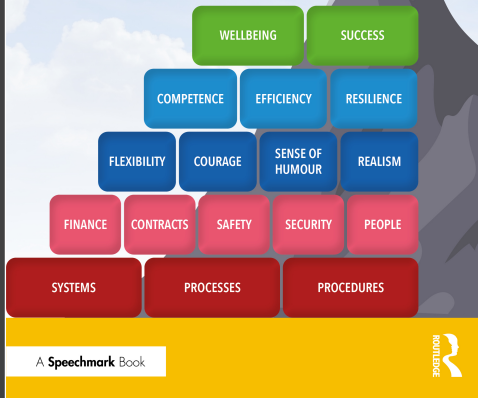 WELLBEING
SUCCESS
COMPETENCE
EFFICIENCY
RESILIENCE
FLEXIBILITY
COURAGE
SENSE OF
HUMOUR
REALISM
FINANCE
CONTRACTS
SAFETY
SECURITY
PEOPLE
SYSTEMS
PROCESSES
PROCEDURES
A Speechmark Book
ROUTLEDGE